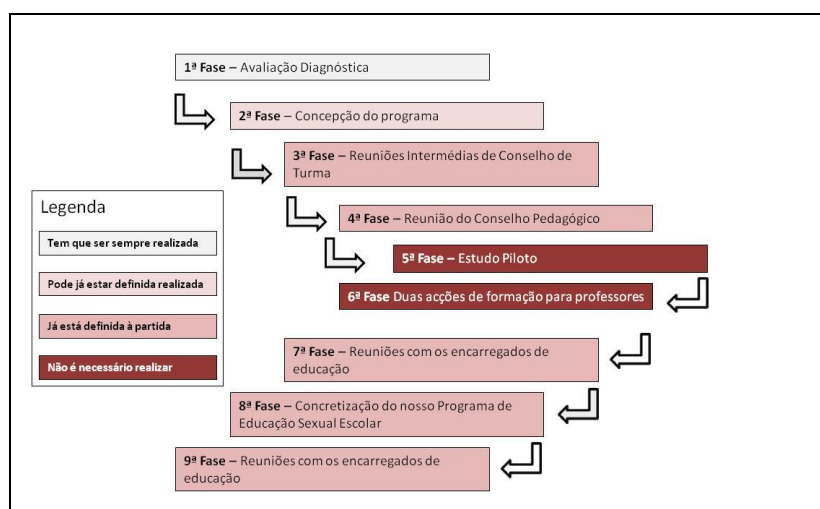 1ª Fase – Avaliação Diagnóstica
2ª Fase – Concepção do programa
3ª Fase – Reuniões Intermédias de Conselho de
Turma
4ª Fase – Reunião do Conselho Pedagógico
5ª Fase – Estudo Piloto
6ª Fase Duas acções de formação para professores
7ª Fase – Reuniões com os encarregados de
educação
8ª Fase – Concretização do nosso Programa de
Educação Sexual Escolar
9ª Fase – Reuniões com os encarregados de
educação
Legenda
Tem que ser sempre realizada
Pode já estar definida realizada
Já está definida à partida
Não é necessário realizar